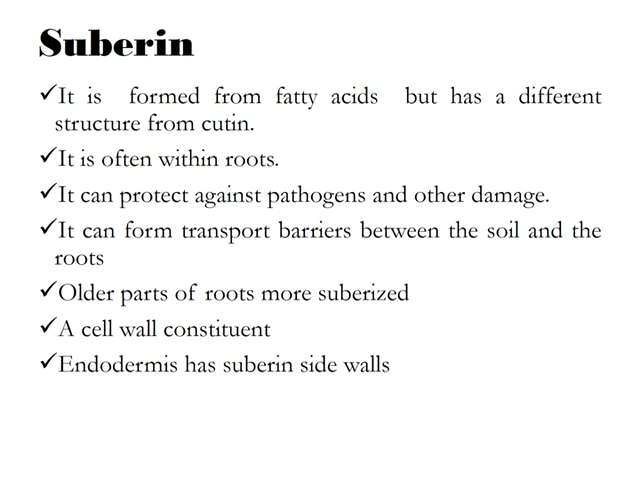 Suberin
✓It is formed from fatty acids but has a different
structure from cutin.
✓It is often within roots.
✓It can protect against pathogens and other damage.
✓It can form transport barriers between the soil and the
roots
✓Older parts of roots more suberized
✓A cell wall constituent
✓Endodermis has suberin side walls